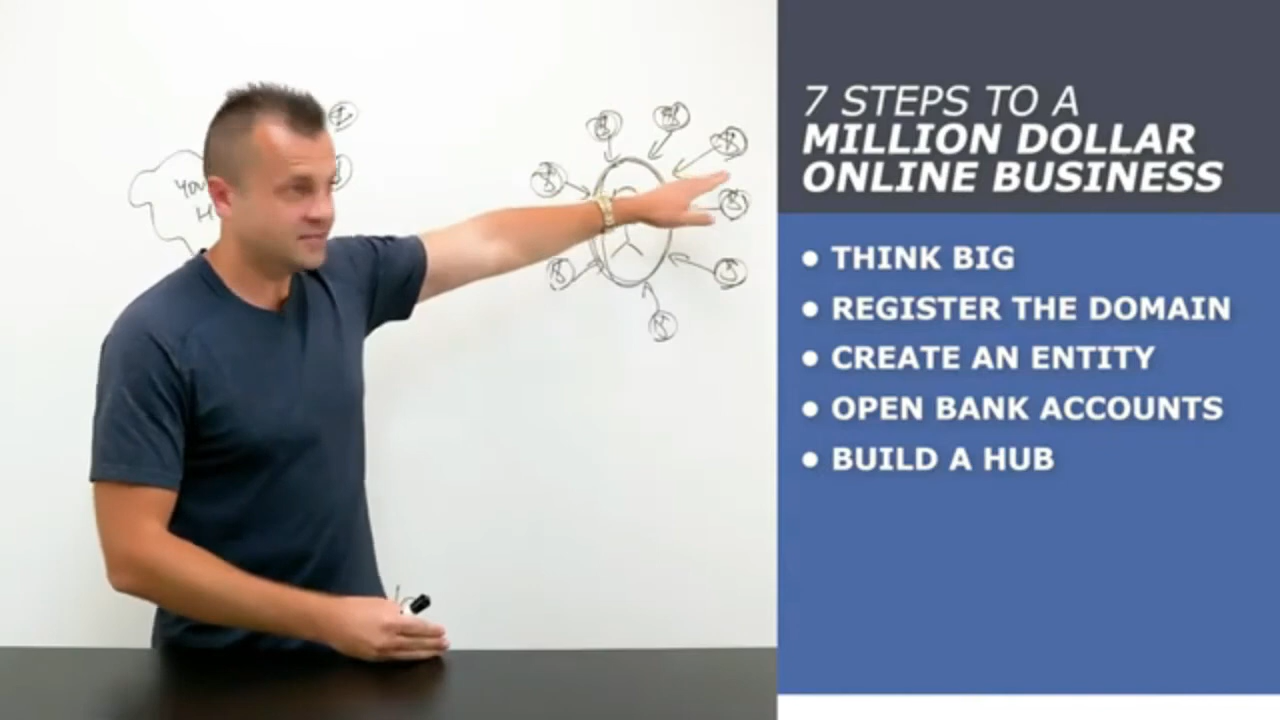 7 STEPS TO A
MILLION DOLLAR
ONLINE BUSINESS
• THINK BIG
• REGISTER THE DOMAIN
• CREATE AN ENTITY
• OPEN BANK ACCOUNTS
• BUILD A HUB